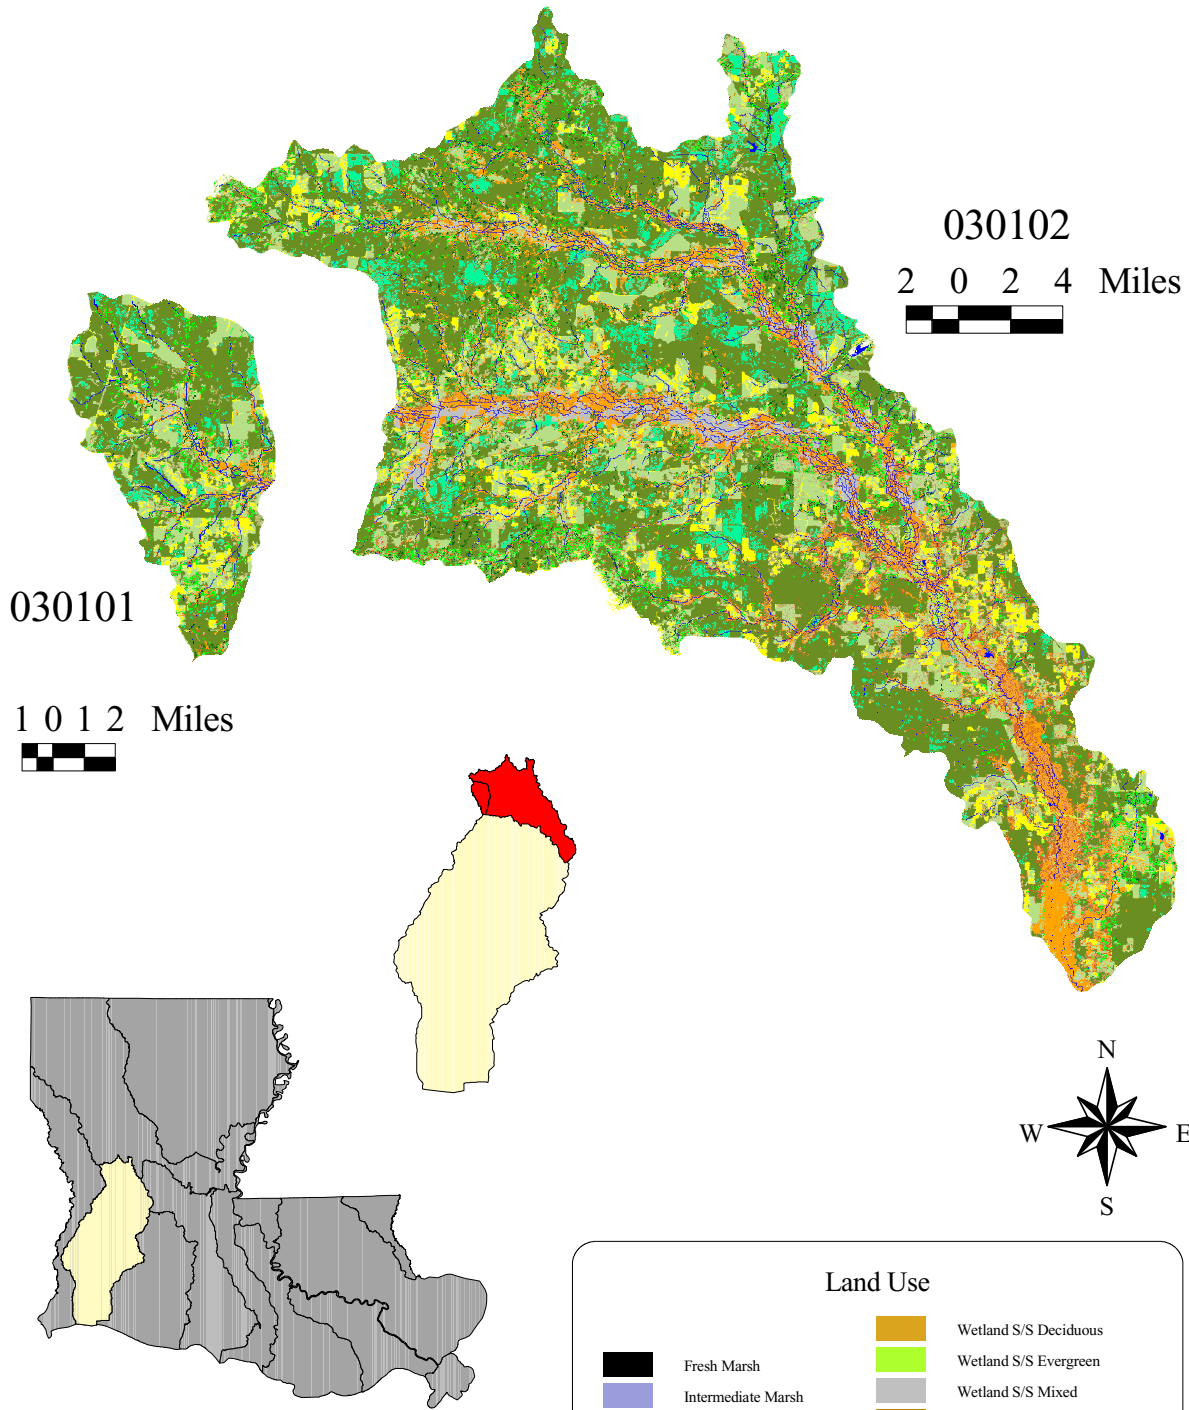 030102
2 0 2 4 Miles
030101
1 0 1 2 Miles
N
W E
S
Land Use
Fresh Marsh
Intermediate Marsh
Wetland S/S Deciduous
Wetland S/S Evergreen
Wetland S/S Mixed